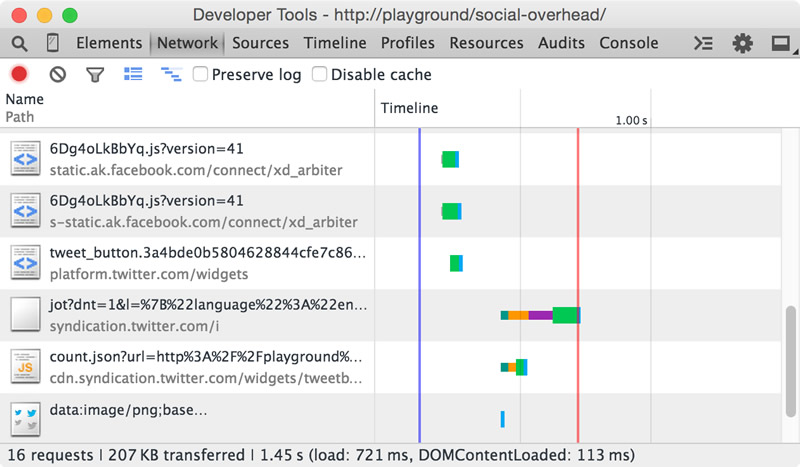 Developer Tools - http://playground/social-overhead/
Elements Network Sources Timeline Profiles Resources Audits Console
Preserve log Disable cache
Name
Path
Timeline
1.00 s
6Dg4oLkBbYq.js?version=41
static.ak.facebook.com/connect/xd_arbiter
6Dg4oLkBbYq.js?version=41
s-static.ak.facebook.com/connect/xd_arbiter
tweet_button.3a4bde0b5804628844cfe7c86...
platform.twitter.com/widgets
jot?dnt=1&l=%7B%22language%22%3A%22en...
syndication.twitter.com/i
JS
count.json?url=http%3A%2F%2Fplayground%...
cdn.syndication.twitter.com/widgets/tweetb...
data:image/png;base...
16 requests | 207 KB transferred | 1.45 s (load: 721 ms, DOMContentLoaded: 113 ms)